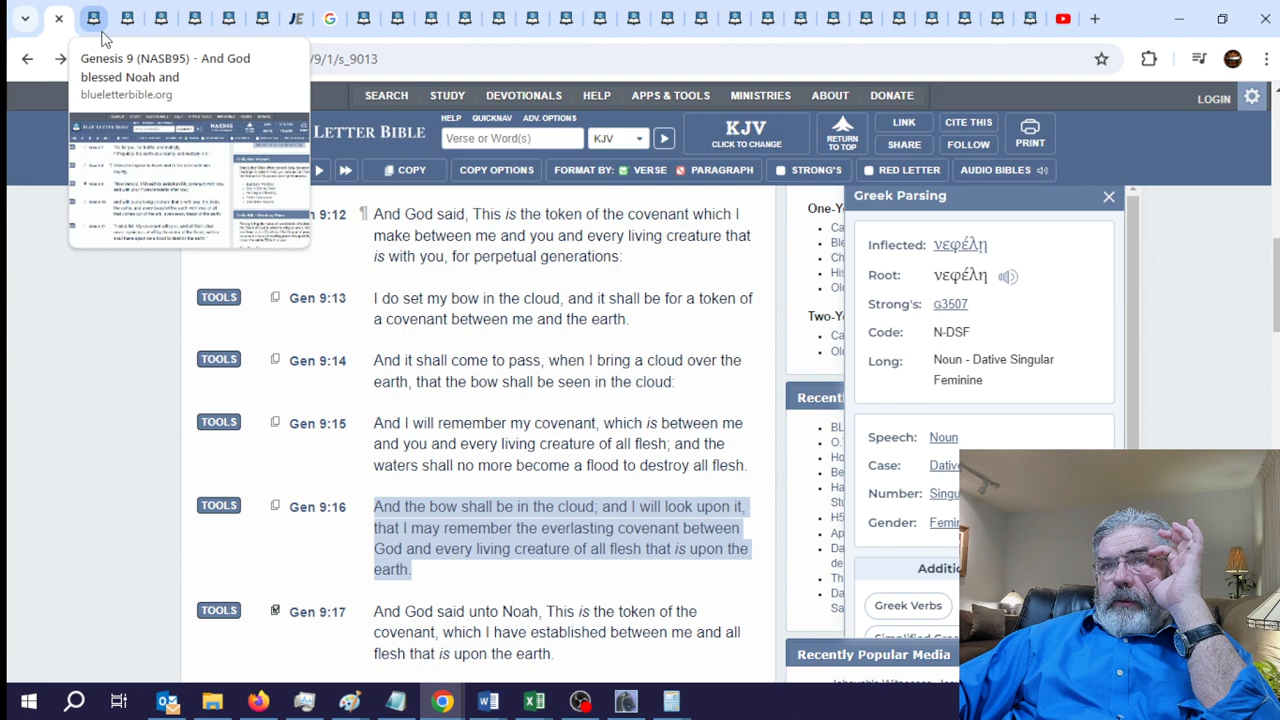 Genesis 9 (NASB95) - And God
blessed Noah and
blueletterbible.org
/9/1/s_9013
SEARCH STUDY DEVOTIONALS HELP APPS & TOOLS MINISTRIES ABOUT DONATE
LOGIN
LETTER BIBLE
HELP QUICKNAV ADV.
Verse or Word
KJV
CLICK TO CHANGE
RETURN
TO TOP
LINK
SHARE
CITE THIS
FOLLOW
PRINT
COPY COPY OPTIONS FORMAT BY VERSE PARAGRAPH STRONG'S RED LETTER AUDIO BIBLES
9:12 ¶ And God said, This is the token of the covenant which I
make between me and you and every living creature that
is with you, for perpetual generations:
TOOLS Gen 9:13 I do set my bow in the cloud, and it shall be for a token of
a covenant between me and the earth.
TOOLS Gen 9:14 And it shall come to pass, when I bring a cloud over the
earth, that the bow shall be seen in the cloud:
TOOLS Gen 9:15 And I will remember my covenant, which is between me
and you and every living creature of all flesh; and the
waters shall no more become a flood to destroy all flesh.
TOOLS Gen 9:16 And the bow shall be in the cloud; and I will look upon it,
that I may remember the everlasting covenant between
God and every living creature of all flesh that is upon the
earth.
TOOLS Gen 9:17 And God said unto Noah, This is the token of the
covenant, which I have established between me and all
flesh that is upon the earth.
Recently Popular Media
Greek Parsing
Inflected: νεφέλῃ
Root: νεφέλη
Strong's: G3507
Code: N-DSF
Long: Noun - Dative Singular
Feminine
Speech: Noun
Case:
Number:
Gender:
Greek Verbs